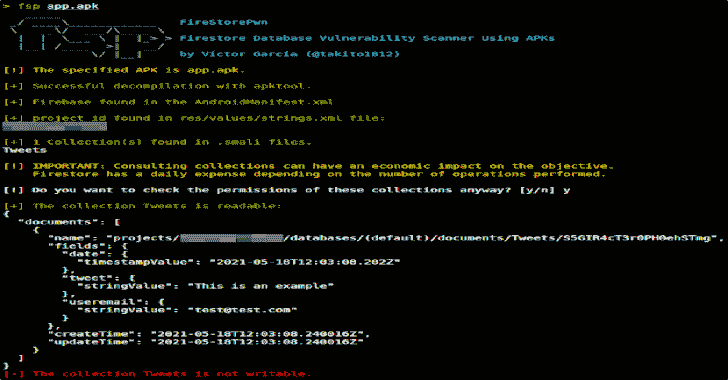 > fsp app.apk
FireStorePwn
> Firestore Database Vulnerability Scanner Using APKs
by Victor Garcia (@takito1812)
[!] The specified APK is app.apk.
[+] Successful decompilation with apktool.
[+] Firebase found in the AndroidManifest.xml
[+] project_id found in res/values/strings.xml file:
[+] 1 Collection(s) found in .smali files.
Tweets
[!] IMPORTANT: Consulting collections can have an economic impact on the objective.
Firestore has a daily expense depending on the number of operations performed.
[!] Do you want to check the permissions of these collections anyway? [y/n] y
[+] The collection Tweets is readable:
{
"documents": [
{
"name": "projects/ /databases/(default)/documents/Tweets/
"fields": {
"date": {
"timestampValue": "2021-05-18T12:03:08.202Z"
},
"tweet": {
"stringValue": "This is an example"
},
"useremail": {
"stringValue": "test@test.com"
}
},
"createTime": "2021-05-18T12:03:08.240016Z",
"updateTime": "2021-05-18T12:03:08.240016Z"
}
]
}
[-] The collection Tweets is not writable.